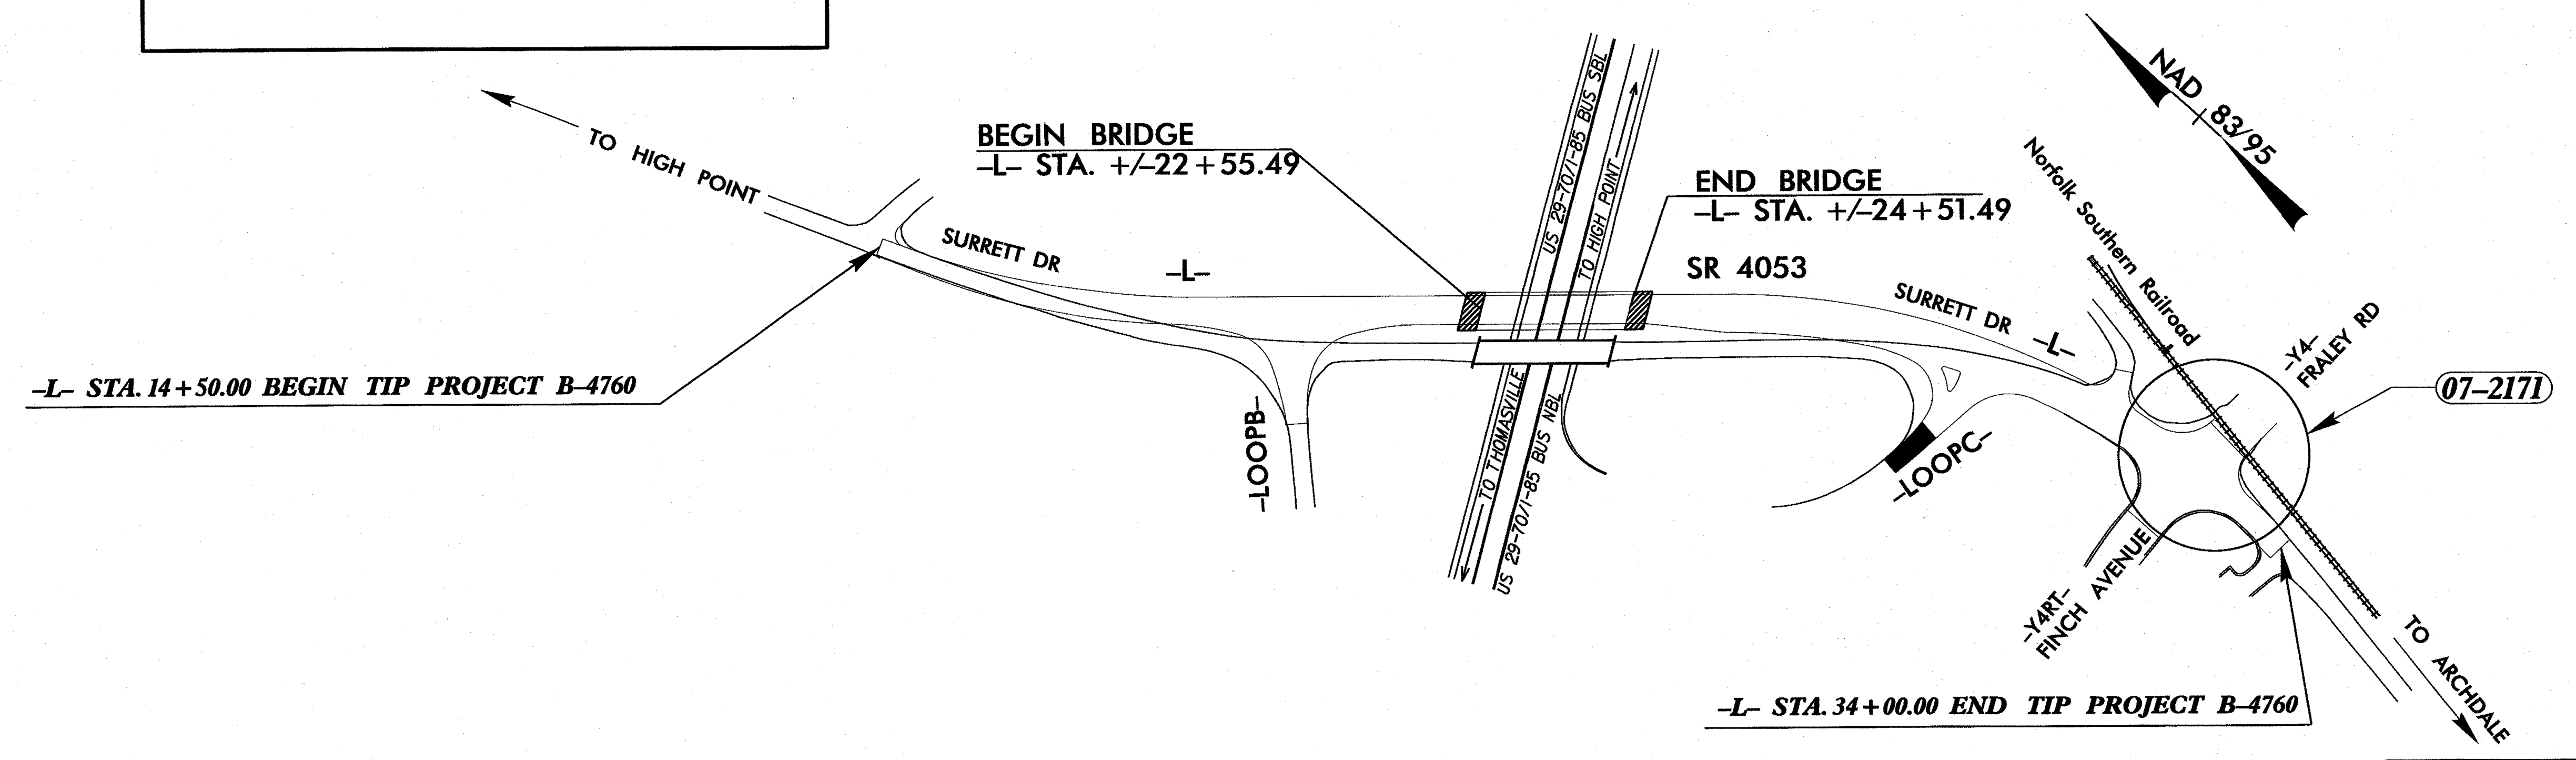 NAD 83/95
TO HIGH POINT
BEGIN BRIDGE
-L- STA. +/-22+55.49
US 29-70/I-85 BUS SBL
TO HIGH POINT
END BRIDGE
-L- STA. +/-24+51.49
SR 4053
Norfolk Southern Railroad
SURRETT DR
-L-
SURRETT DR
-L-
-Y4-
FRALEY RD
07-2171
-L- STA. 14+50.00 BEGIN TIP PROJECT B-4760
-LOOPB-
TO THOMASVILLE
US 29-70/I-85 BUS NBL
-LOOPC-
-Y4RT-
FINCH AVENUE
TO ARCHDALE
-L- STA. 34+00.00 END TIP PROJECT B-4760